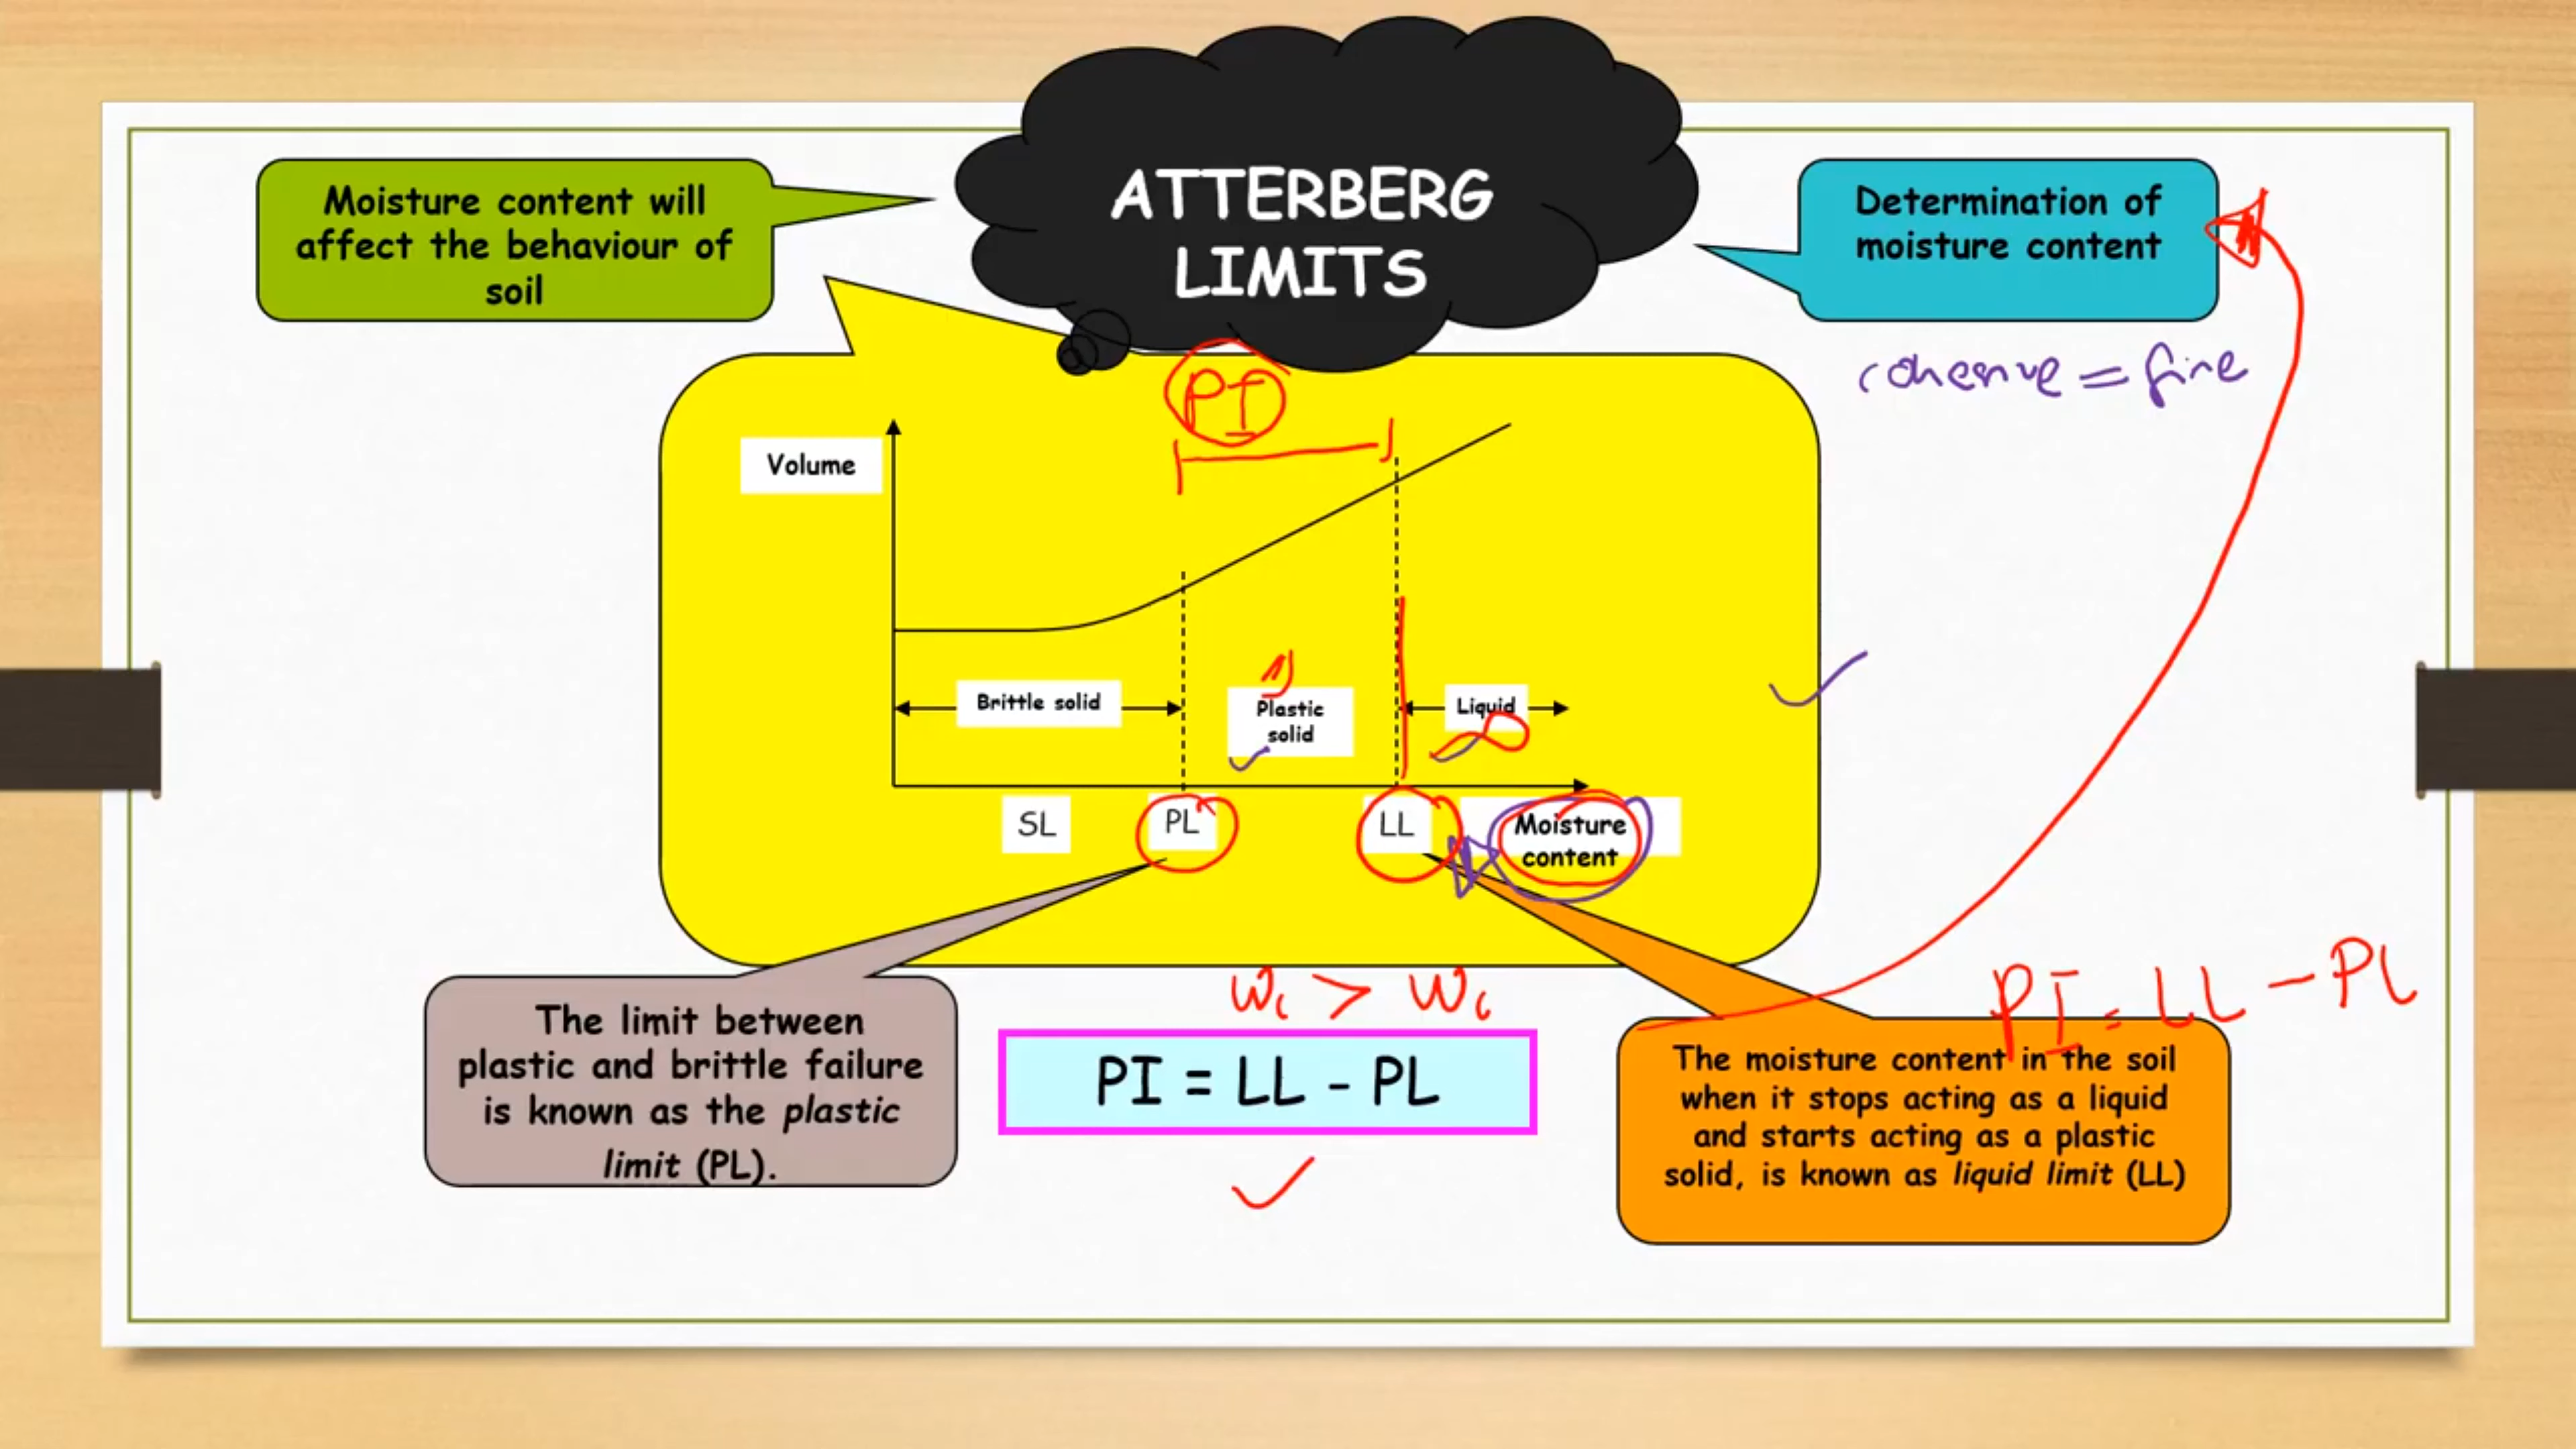 ATTERBERG
LIMITS
Moisture content will
affect the behaviour of
soil
Determination of
moisture content
cohesive = fine
PI
Volume
Brittle solid
Plastic
solid
Liquid
SL
PL
LL
Moisture
content
PI = LL - PL
The limit between
plastic and brittle failure
is known as the plastic
limit (PL).
PI = LL - PL
The moisture content in the soil
when it stops acting as a liquid
and starts acting as a plastic
solid, is known as liquid limit (LL)